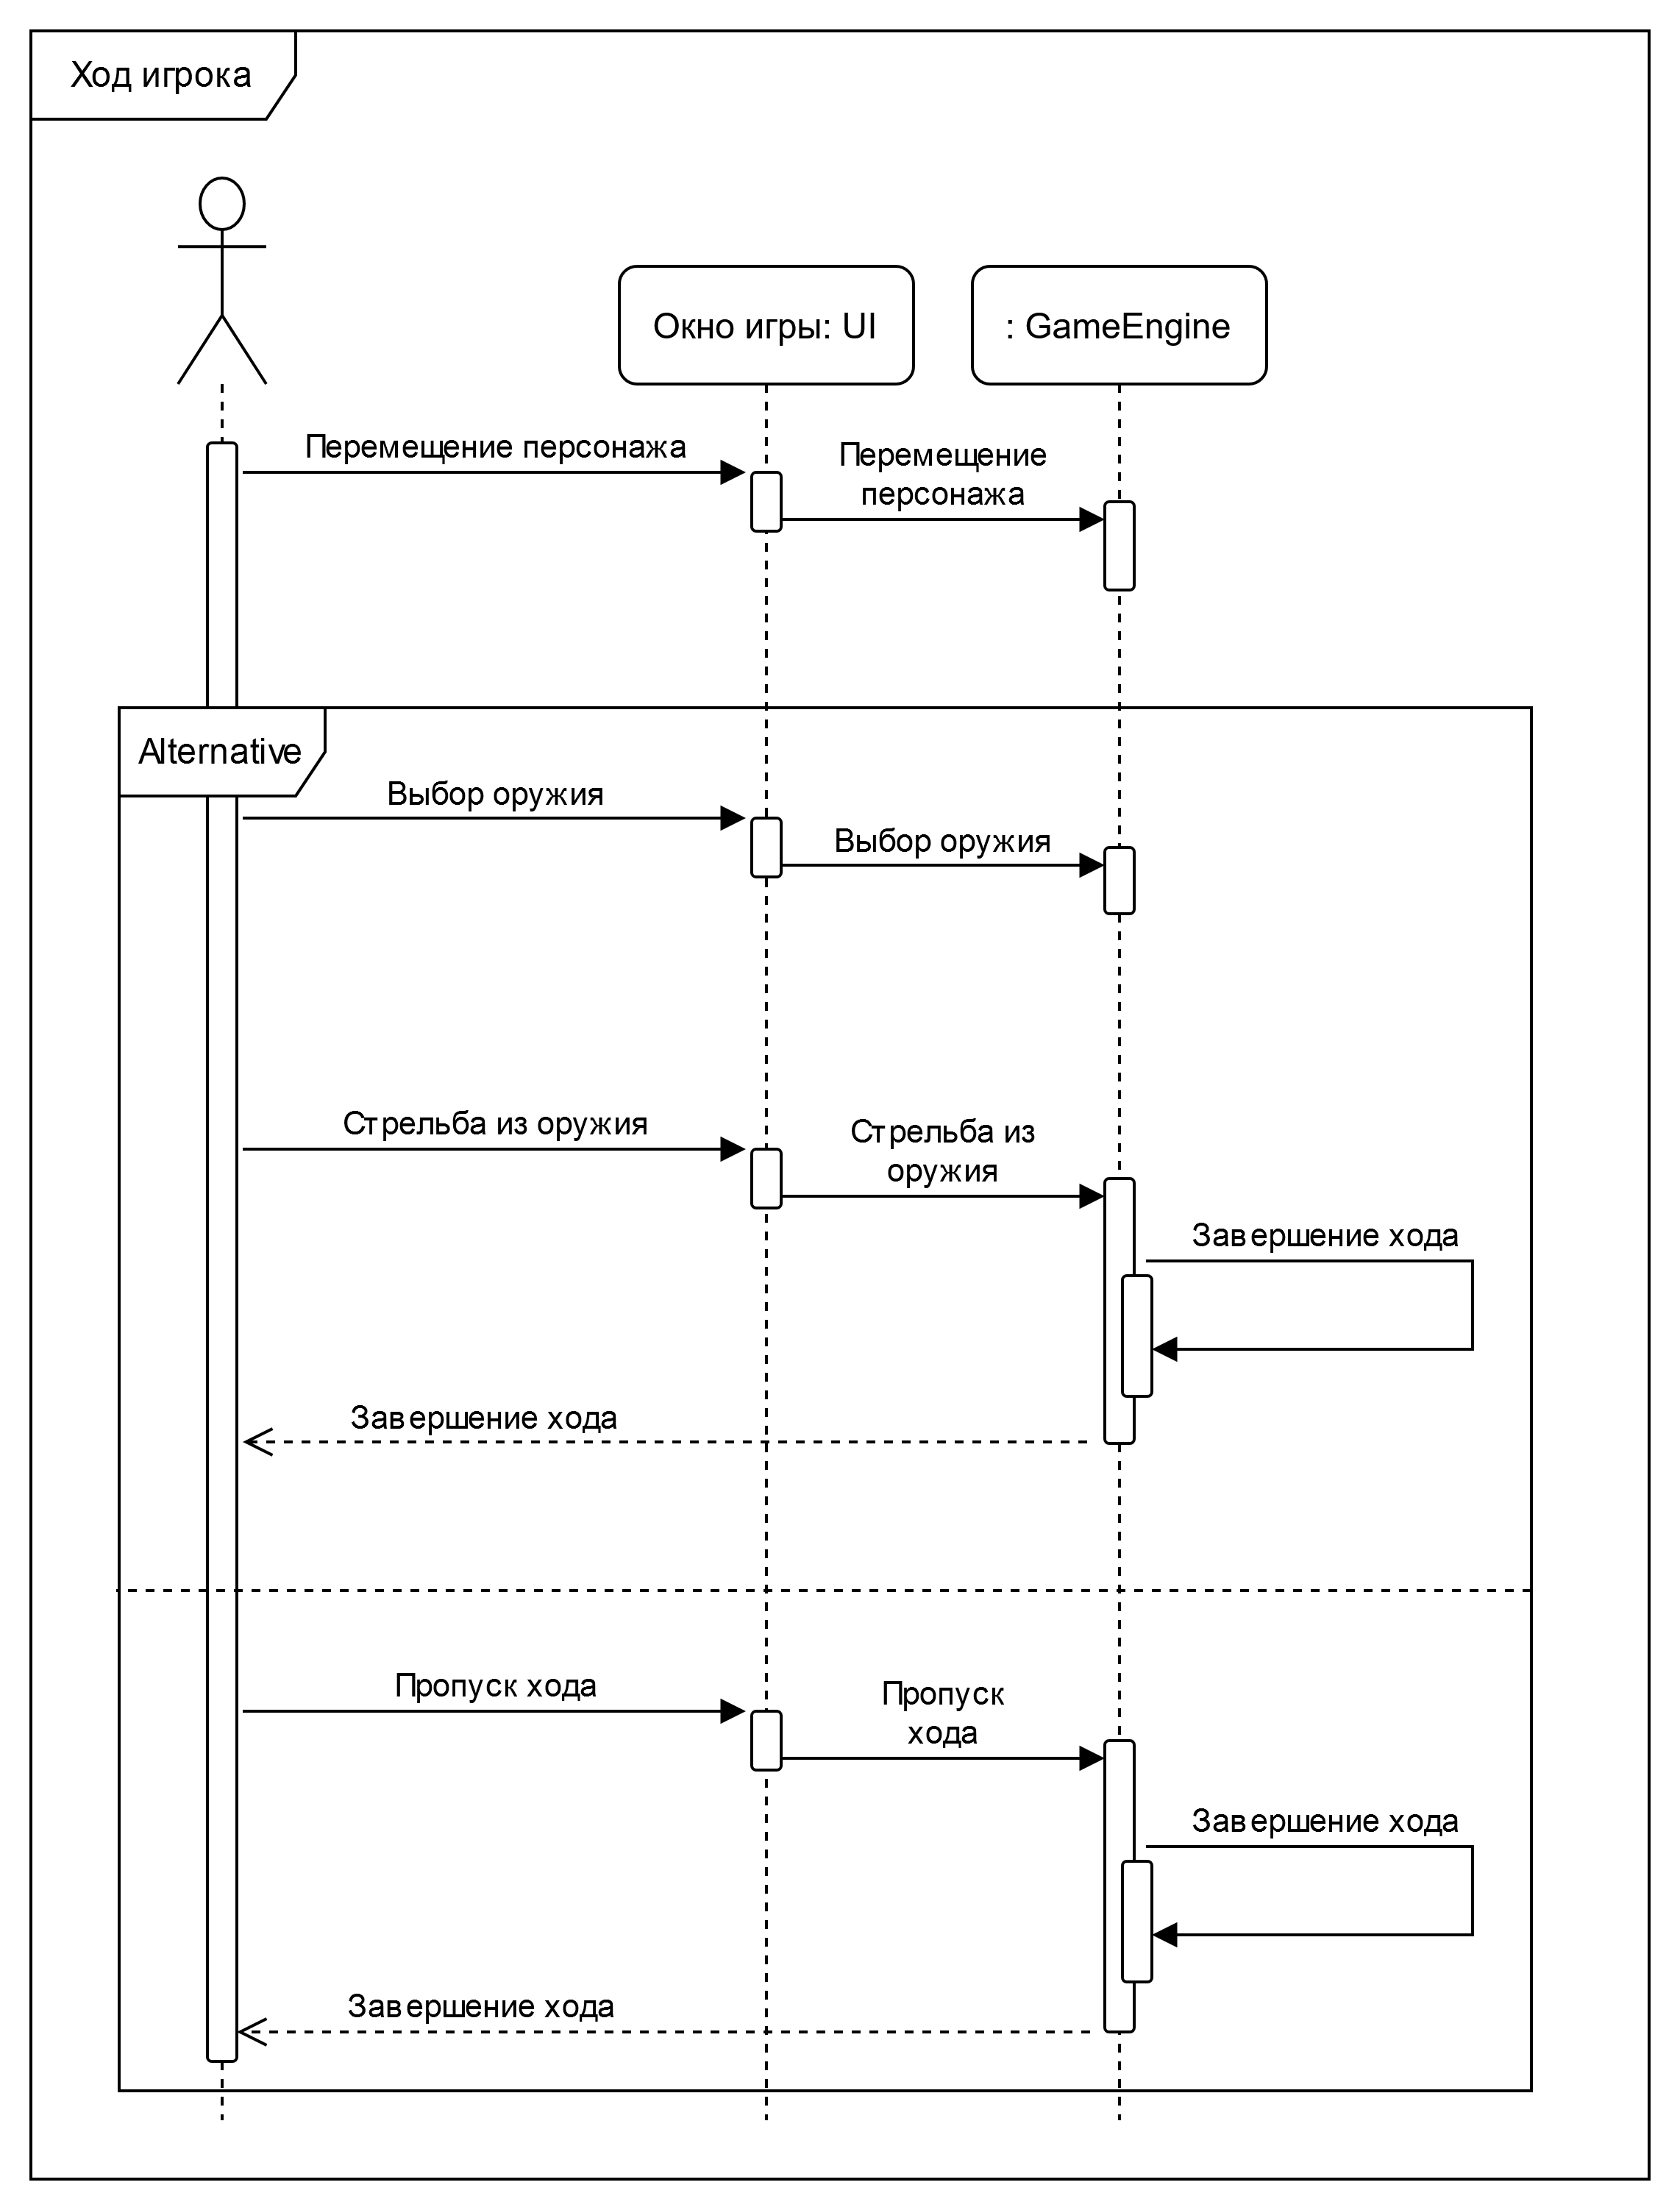 Ход игрока
Окно игры: UI
: GameEngine
Перемещение персонажа
Перемещение
персонажа
Alternative
Выбор оружия
Выбор оружия
Стрельба из оружия
Стрельба из
оружия
Завершение хода
Завершение хода
Пропуск хода
Пропуск
хода
Завершение хода
Завершение хода